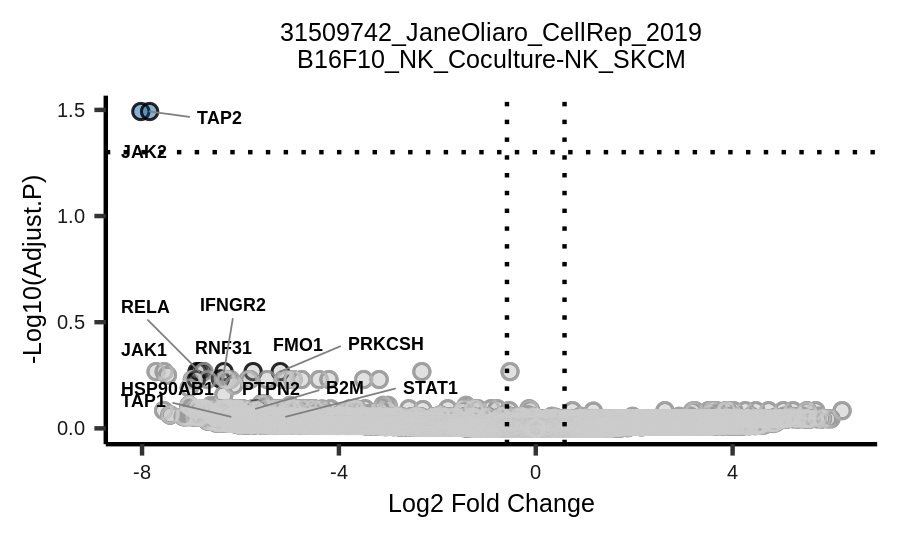 31509742_JaneOliaro_CellRep_2019
B16F10_NK_Coculture-NK_SKCM
1.5
TAP2
JAK2
1.0
RELA
IFNGR2
0.5
JAK1
RNF31
FMO1
PRKCSH
HSP90AB1
PTPN2
B2M
STAT1
TAP1
0.0
-8
-4
0
4
Log2 Fold Change
-Log10(Adjust.P)